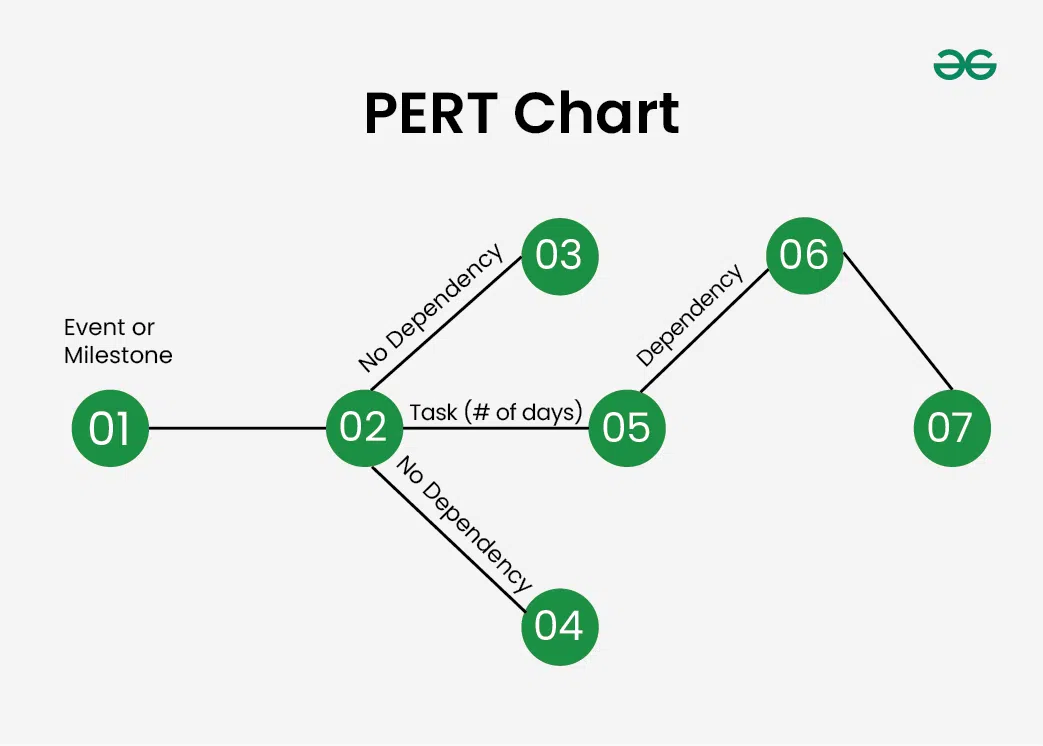 PERT Chart
Event or
Milestone
01
02
No Dependency
03
Task (# of days)
05
No Dependency
04
Dependency
06
07